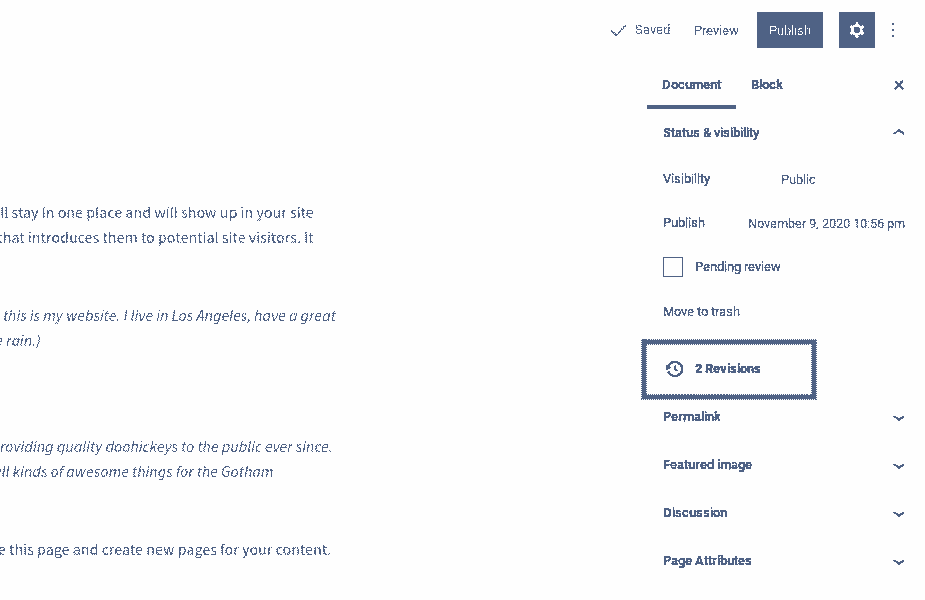 Saved Preview Publish
Document Block
Status & visibility
Visibility Public
ll stay in one place and will show up in your site
Publish November 9, 2020 10:56 pm
that introduces them to potential site visitors. It
Pending review
this is my website. I live in Los Angeles, have a great
Move to trash
e rain.)
2 Revisions
Permalink
roviding quality doohickeys to the public ever since.
Featured image
ll kinds of awesome things for the Gotham
Discussion
e this page and create new pages for your content.
Page Attributes